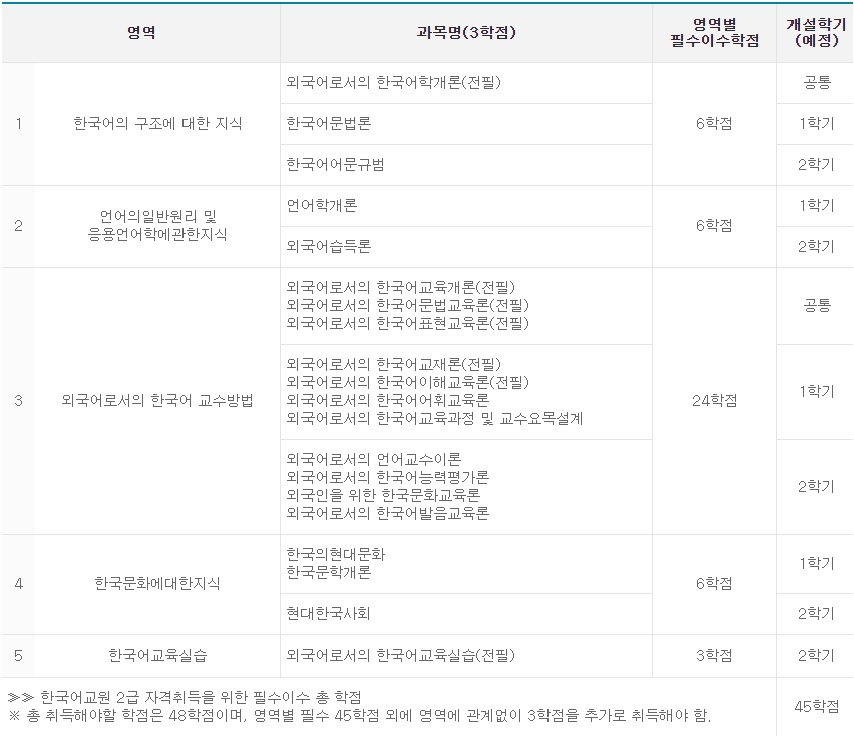 영역
과목명(3학점)
영역별
필수이수학점
개설학기
(예정)
1
한국어의 구조에 대한 지식
외국어로서의 한국어학개론(전필)
공통
한국어문법론
6학점
1학기
한국어어문규범
2학기
2
언어의일반원리 및
응용언어학에관한지식
언어학개론
1학기
6학점
외국어습득론
2학기
3
외국어로서의 한국어 교수방법
외국어로서의 한국어교육개론(전필)
외국어로서의 한국어문법교육론(전필)
외국어로서의 한국어표현교육론(전필)
공통
외국어로서의 한국어교재론(전필)
외국어로서의 한국어이해교육론(전필)
외국어로서의 한국어어휘교육론
외국어로서의 한국어교육과정 및 교수요목설계
24학점
1학기
외국어로서의 언어교수이론
외국어로서의 한국어능력평가론
외국인을 위한 한국문화교육론
외국어로서의 한국어발음교육론
2학기
4
한국문화에대한지식
한국의현대문화
한국문학개론
6학점
1학기
현대한국사회
2학기
5
한국어교육실습
외국어로서의 한국어교육실습(전필)
3학점
2학기
≫≫ 한국어교원 2급 자격취득을 위한 필수이수 총 학점
※ 총 취득해야할 학점은 48학점이며, 영역별 필수 45학점 외에 영역에 관계없이 3학점을 추가로 취득해야 함.
45학점